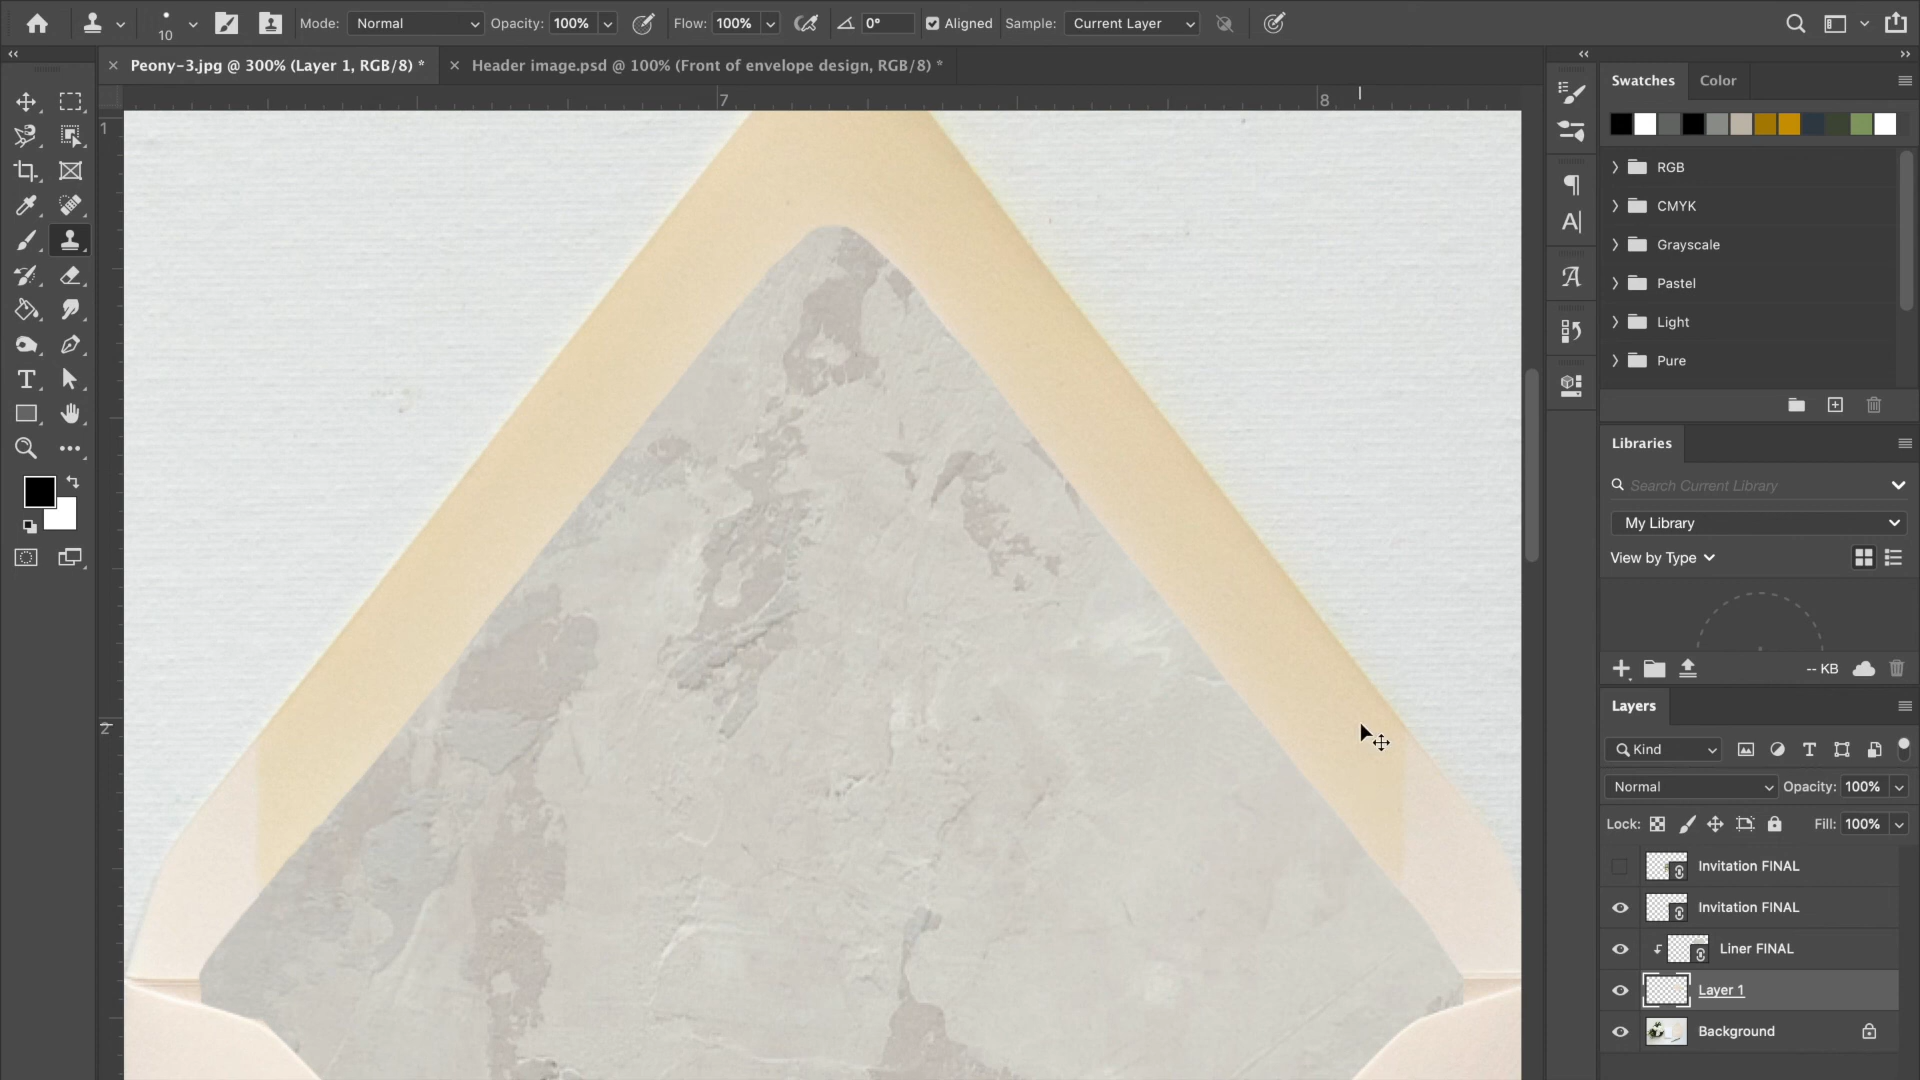 10
Mode: Normal
Opacity: 100%
Flow: 100%
0°
Aligned
Sample: Current Layer
Peony-3.jpg @ 300% (Layer 1, RGB/8) *
Header image.psd @ 100% (Front of envelope design, RGB/8) *
7
8
1
2
Swatches
Color
RGB
CMYK
Grayscale
Pastel
Light
Pure
Libraries
Search Current Library
My Library
View by Type
-- KB
Layers
Kind
Normal
Opacity: 100%
Lock:
Fill: 100%
Invitation FINAL
Invitation FINAL
Liner FINAL
Layer 1
Background